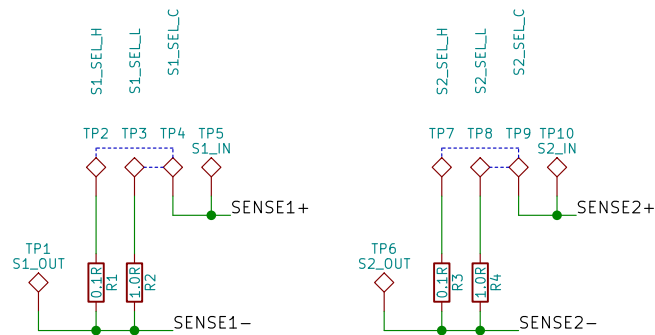 S1_SEL_H
S1_SEL_L
S1_SEL_C
S2_SEL_H
S2_SEL_L
S2_SEL_C
TP2 TP3 TP4 TP5
S1_IN
TP7 TP8 TP9 TP10
S2_IN
SENSE1+
SENSE2+
TP1
S1_OUT
0.1R
R1
1.0R
R2
TP6
S2_OUT
0.1R
R3
1.0R
R4
SENSE1-
SENSE2-